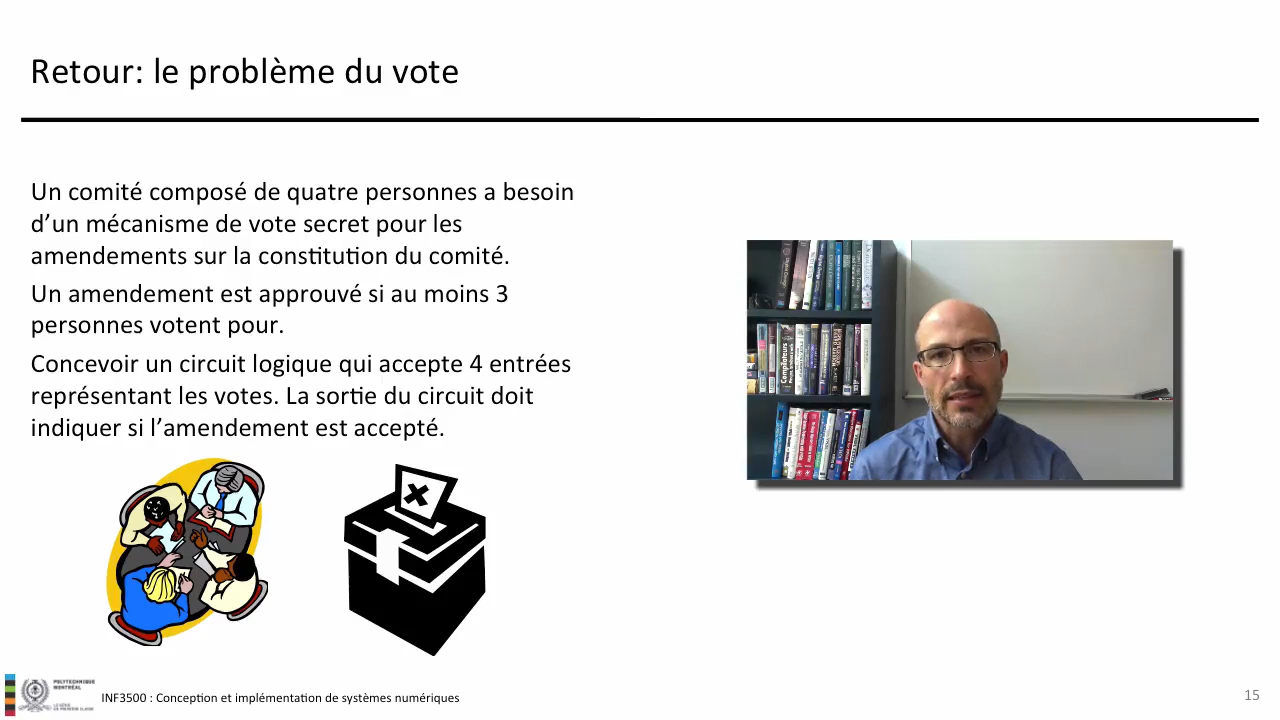 Retour: le problème du vote
Un comité composé de quatre personnes a besoin
d’un mécanisme de vote secret pour les
amendements sur la constitution du comité.
Un amendement est approuvé si au moins 3
personnes votent pour.
Concevoir un circuit logique qui accepte 4 entrées
représentant les votes. La sortie du circuit doit
indiquer si l’amendement est accepté.
Compilateurs
POLYTECHNIQUE
MONTRÉAL
INF3500 : Conception et implémentation de systèmes numériques
15